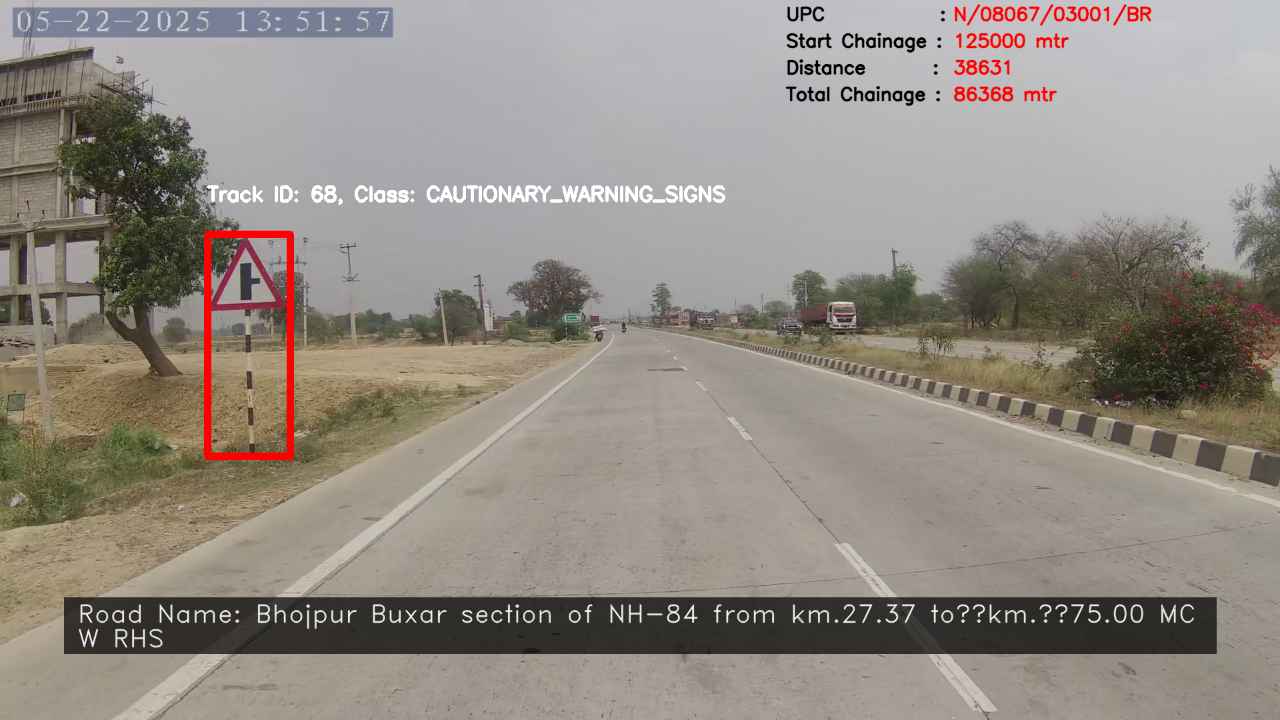 05-22-2025 13:51:57
UPC : N/08067/03001/BR
Start Chainage : 125000 mtr
Distance : 38631
Total Chainage : 86368 mtr
Track ID: 68, Class: CAUTIONARY_WARNING_SIGNS
Road Name: Bhojpur Buxar section of NH-84 from km.27.37 to??km.??75.00 MC
W RHS